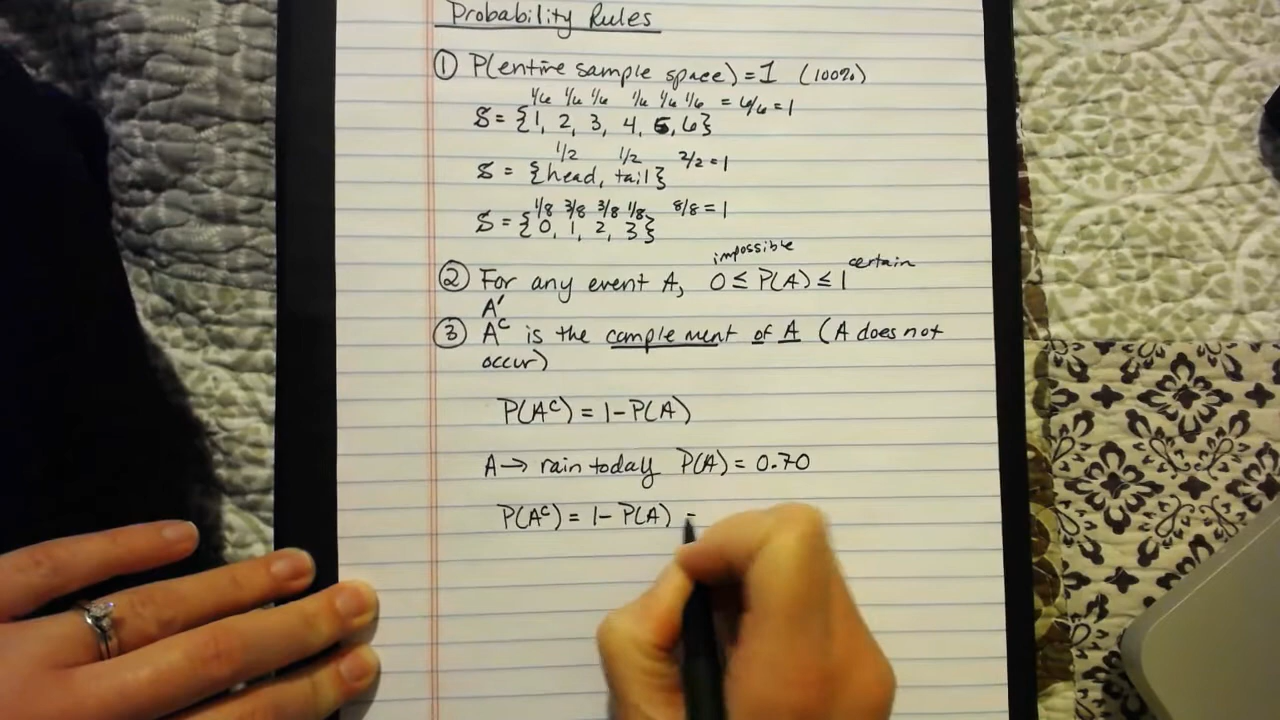 Probability Rules
① P(entire sample space) = 1 (100%)
1/6 1/6 1/6 1/6 1/6 1/6 = 6/6 = 1
S = {1, 2, 3, 4, 5, 6}
1/2 1/2 2/2 = 1
S = {head, tail}
1/8 3/8 3/8 1/8 8/8 = 1
S = {0, 1, 2, 3}
impossible certain
② For any event A, 0 ≤ P(A) ≤ 1
A'
③ Aᶜ is the complement of A (A does not
occur)
P(Aᶜ) = 1 - P(A)
A → rain today P(A) = 0.70
P(Aᶜ) = 1 - P(A) =